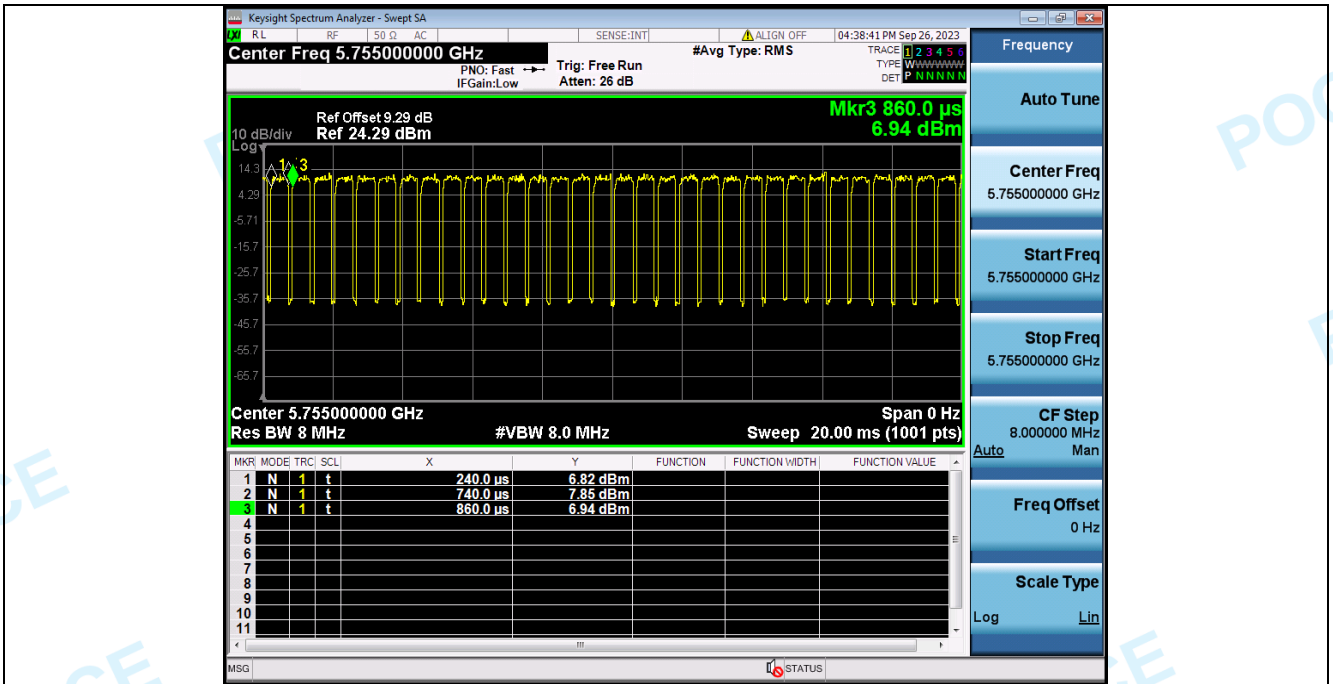 Keysight Spectrum Analyzer - Swept SA
LXI RL RF 50 Ω AC SENSE:INT ALIGN OFF 04:38:41 PM Sep 26, 2023
Center Freq 5.755000000 GHz
PNO: Fast
IFGain:Low
Trig: Free Run
Atten: 26 dB
#Avg Type: RMS
TRACE 1 2 3 4 5 6
TYPE WWWWWW
DET P N N N N N
Ref Offset 9.29 dB
10 dB/div Ref 24.29 dBm
Log
Mkr3 860.0 µs
6.94 dBm
1 3
14.3
4.29
-5.71
-15.7
-25.7
-35.7
-45.7
-55.7
-65.7
Center 5.755000000 GHz Span 0 Hz
Res BW 8 MHz #VBW 8.0 MHz Sweep 20.00 ms (1001 pts)
MKR MODE TRC SCL X Y FUNCTION FUNCTION WIDTH FUNCTION VALUE
1 N 1 t 240.0 µs 6.82 dBm
2 N 1 t 740.0 µs 7.85 dBm
3 N 1 t 860.0 µs 6.94 dBm
4
5
6
7
8
9
10
11
MSG STATUS
Frequency
Auto Tune
Center Freq
5.755000000 GHz
Start Freq
5.755000000 GHz
Stop Freq
5.755000000 GHz
CF Step
8.000000 MHz
Auto Man
Freq Offset
0 Hz
Scale Type
Log Lin